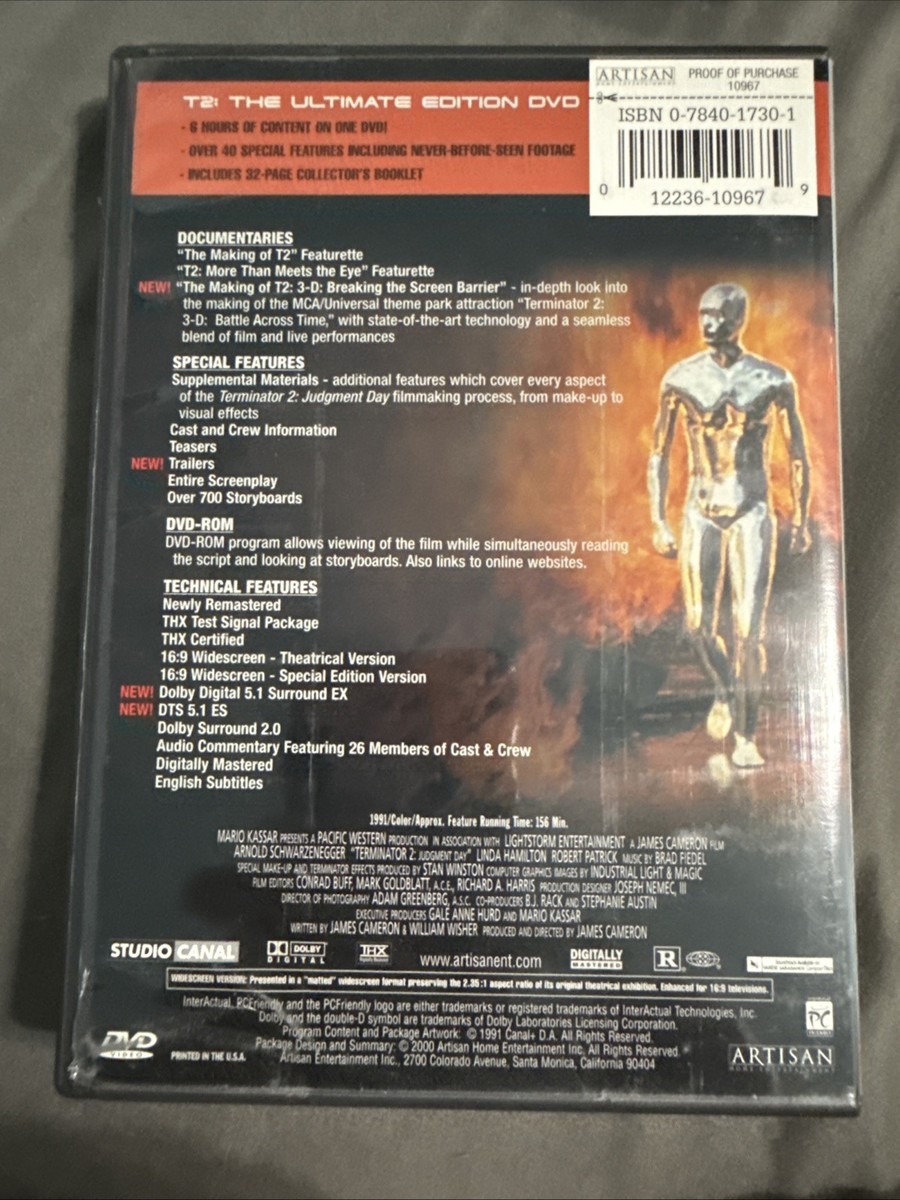 T2: THE ULTIMATE EDITION DVD
· 6 HOURS OF CONTENT ON ONE DVD!
· OVER 40 SPECIAL FEATURES INCLUDING NEVER-BEFORE-SEEN FOOTAGE
· INCLUDES 32-PAGE COLLECTOR'S BOOKLET
ARTISAN
HOME ENTERTAINMENT
PROOF OF PURCHASE
10967
ISBN 0-7840-1730-1
0 12236-10967 9
DOCUMENTARIES
"The Making of T2" Featurette
"T2: More Than Meets the Eye" Featurette
NEW! "The Making of T2: 3-D: Breaking the Screen Barrier" - in-depth look into
the making of the MCA/Universal theme park attraction "Terminator 2:
3-D: Battle Across Time," with state-of-the-art technology and a seamless
blend of film and live performances
SPECIAL FEATURES
Supplemental Materials - additional features which cover every aspect
of the Terminator 2: Judgment Day filmmaking process, from make-up to
visual effects
Cast and Crew Information
Teasers
NEW! Trailers
Entire Screenplay
Over 700 Storyboards
DVD-ROM
DVD-ROM program allows viewing of the film while simultaneously reading
the script and looking at storyboards. Also links to online websites.
TECHNICAL FEATURES
Newly Remastered
THX Test Signal Package
THX Certified
16:9 Widescreen - Theatrical Version
16:9 Widescreen - Special Edition Version
NEW! Dolby Digital 5.1 Surround EX
NEW! DTS 5.1 ES
Dolby Surround 2.0
Audio Commentary Featuring 26 Members of Cast & Crew
Digitally Mastered
English Subtitles
1991/Color/Approx. Feature Running Time: 156 Min.
MARIO KASSAR PRESENTS A PACIFIC WESTERN PRODUCTION IN ASSOCIATION WITH LIGHTSTORM ENTERTAINMENT A JAMES CAMERON FILM
ARNOLD SCHWARZENEGGER "TERMINATOR 2: JUDGMENT DAY" LINDA HAMILTON ROBERT PATRICK MUSIC BY BRAD FIEDEL
SPECIAL MAKE-UP AND TERMINATOR EFFECTS PRODUCED BY STAN WINSTON COMPUTER GRAPHICS IMAGES BY INDUSTRIAL LIGHT & MAGIC
FILM EDITORS CONRAD BUFF, MARK GOLDBLATT, A.C.E., RICHARD A. HARRIS PRODUCTION DESIGNER JOSEPH NEMEC, III
DIRECTOR OF PHOTOGRAPHY ADAM GREENBERG, A.S.C. CO-PRODUCERS B.J. RACK AND STEPHANIE AUSTIN
EXECUTIVE PRODUCERS GALE ANNE HURD AND MARIO KASSAR
WRITTEN BY JAMES CAMERON & WILLIAM WISHER PRODUCED AND DIRECTED BY JAMES CAMERON
STUDIO CANAL
DOLBY
DIGITAL
THX
www.artisanent.com
DIGITALLY
MASTERED
R
WIDESCREEN VERSION: Presented in a "matted" widescreen format preserving the 2.35:1 aspect ratio of its original theatrical exhibition. Enhanced for 16:9 televisions.
InterActual, PCFriendly and the PCFriendly logo are either trademarks or registered trademarks of InterActual Technologies, Inc.
Dolby and the double-D symbol are trademarks of Dolby Laboratories Licensing Corporation.
Program Content and Package Artwork: © 1991 Canal+ D.A. All Rights Reserved.
Package Design and Summary: © 2000 Artisan Home Entertainment Inc. All Rights Reserved.
Artisan Entertainment Inc., 2700 Colorado Avenue, Santa Monica, California 90404
DVD
VIDEO
PRINTED IN THE U.S.A.
PC
ARTISAN
HOME ENTERTAINMENT